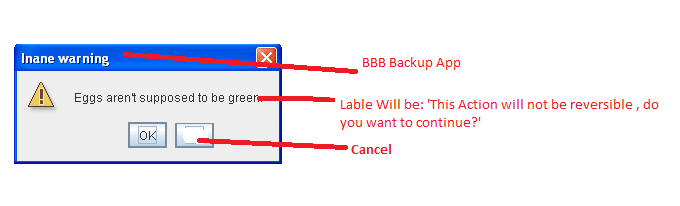 Inane warning
BBB Backup App
Eggs aren't supposed to be green.
Lable Will be: 'This Action will not be reversible , do
you want to continue?'
OK
Cancel